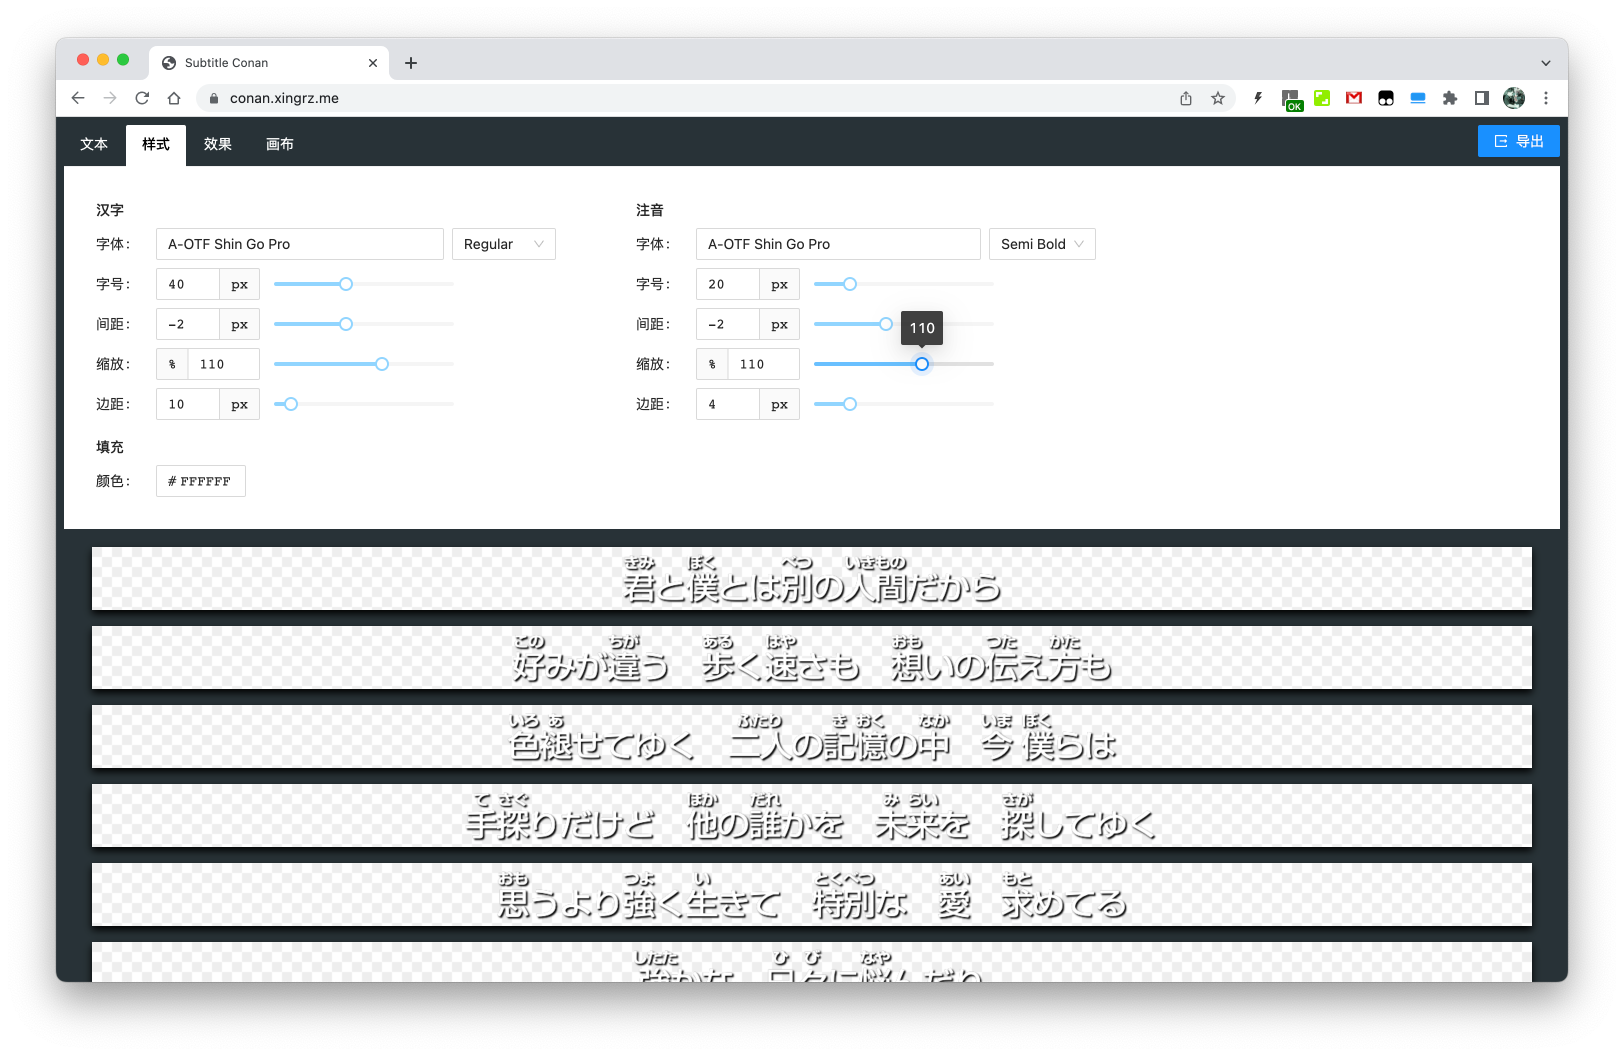 Subtitle Conan
conan.xingrz.me
OK
文本 样式 效果 画布 导出
汉字 注音
字体： A-OTF Shin Go Pro Regular 字体： A-OTF Shin Go Pro Semi Bold
字号： 40 px 字号： 20 px
间距： -2 px 间距： -2 px
110
缩放： % 110 缩放： % 110
边距： 10 px 边距： 4 px
填充
颜色： # FFFFFF
きみ ぼく べつ いきもの
君と僕とは別の人間だから
この ちが ある はや おも つた かた
好みが違う 歩く速さも 想いの伝え方も
いろ あ ふたり き おく なか いま ぼく
色褪せてゆく 二人の記憶の中 今 僕らは
て さぐ ほか だれ み らい さが
手探りだけど 他の誰かを 未来を 探してゆく
おも つよ い とくべつ あい もと
思うより強く生きて 特別な 愛 求めてる
したた ひ び なや